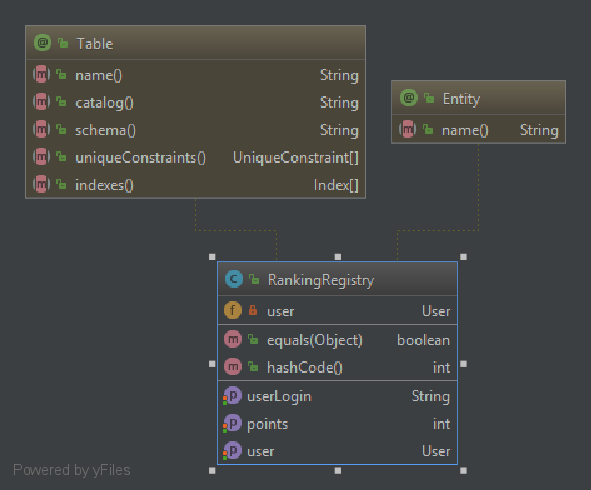 Table
name() String
catalog() String
schema() String
uniqueConstraints() UniqueConstraint[]
indexes() Index[]
Entity
name() String
RankingRegistry
user User
equals(Object) boolean
hashCode() int
userLogin String
points int
user User
Powered by yFiles